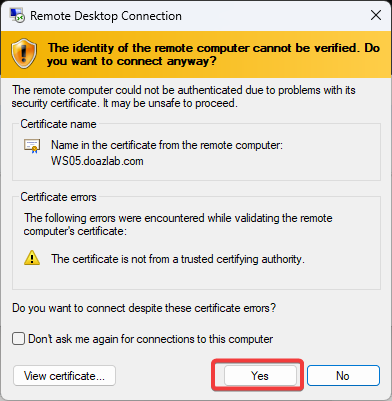 Remote Desktop Connection
The identity of the remote computer cannot be verified. Do
you want to connect anyway?
The remote computer could not be authenticated due to problems with its
security certificate. It may be unsafe to proceed.
Certificate name
Name in the certificate from the remote computer:
WS05.doazlab.com
Certificate errors
The following errors were encountered while validating the remote
computer's certificate:
The certificate is not from a trusted certifying authority.
Do you want to connect despite these certificate errors?
Don't ask me again for connections to this computer
View certificate... Yes No